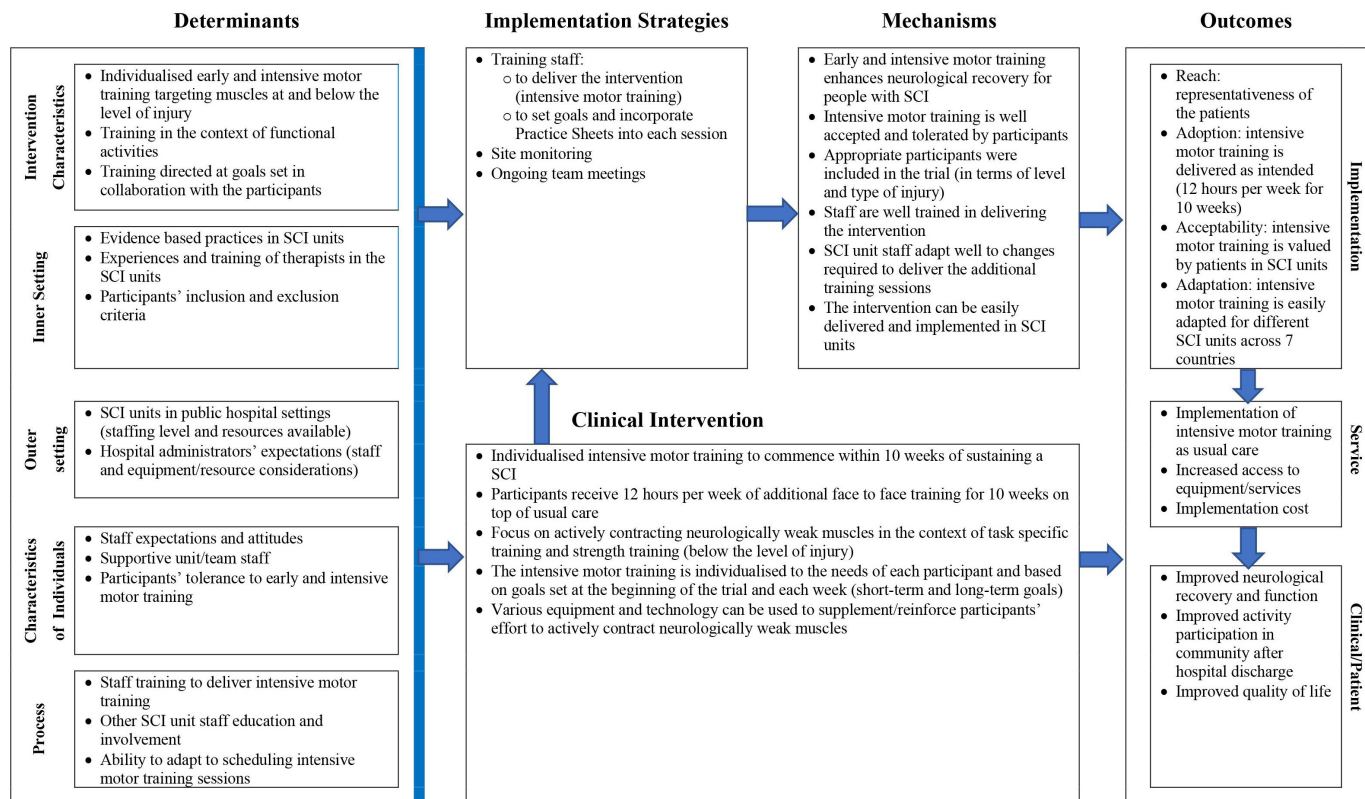 Determinants
Intervention
Characteristics
• Individualised early and intensive motor
training targeting muscles at and below the
level of injury
• Training in the context of functional
activities
• Training directed at goals set in
collaboration with the participants
Inner Setting
• Evidence based practices in SCI units
• Experiences and training of therapists in the
SCI units
• Participants' inclusion and exclusion
criteria
Outer
setting
• SCI units in public hospital settings
(staffing level and resources available)
• Hospital administrators' expectations (staff
and equipment/resource considerations)
Characteristics
of Individuals
• Staff expectations and attitudes
• Supportive unit/team staff
• Participants' tolerance to early and intensive
motor training
Process
• Staff training to deliver intensive motor
training
• Other SCI unit staff education and
involvement
• Ability to adapt to scheduling intensive
motor training sessions
Implementation Strategies
• Training staff:
o to deliver the intervention
(intensive motor training)
o to set goals and incorporate
Practice Sheets into each session
• Site monitoring
• Ongoing team meetings
Mechanisms
• Early and intensive motor training
enhances neurological recovery for
people with SCI
• Intensive motor training is well
accepted and tolerated by participants
• Appropriate participants were
included in the trial (in terms of level
and type of injury)
• Staff are well trained in delivering
the intervention
• SCI unit staff adapt well to changes
required to deliver the additional
training sessions
• The intervention can be easily
delivered and implemented in SCI
units
Clinical Intervention
• Individualised intensive motor training to commence within 10 weeks of sustaining a
SCI
• Participants receive 12 hours per week of additional face to face training for 10 weeks on
top of usual care
• Focus on actively contracting neurologically weak muscles in the context of task specific
training and strength training (below the level of injury)
• The intensive motor training is individualised to the needs of each participant and based
on goals set at the beginning of the trial and each week (short-term and long-term goals)
• Various equipment and technology can be used to supplement/reinforce participants'
effort to actively contract neurologically weak muscles
Outcomes
• Reach:
representativeness of
the patients
• Adoption: intensive
motor training is
delivered as intended
(12 hours per week for
10 weeks)
• Acceptability: intensive
motor training is valued
by patients in SCI units
• Adaptation: intensive
motor training is easily
adapted for different
SCI units across 7
countries
Implementation
• Implementation of
intensive motor training
as usual care
• Increased access to
equipment/services
• Implementation cost
Service
• Improved neurological
recovery and function
• Improved activity
participation in
community after
hospital discharge
• Improved quality of life
Clinical/Patient